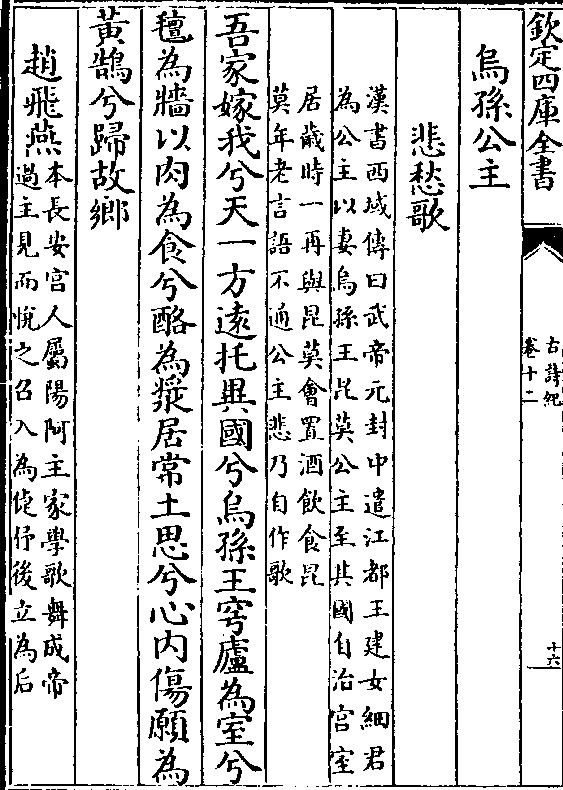 欽定四庫全書
古詩紀
卷十二
十六
烏孫公主
悲愁歌
漢書西域傳曰武帝元封中遣江都王建女細君
為公主以妻烏孫王昆莫公主至其國自治宮室
居歲時一再與昆莫會置酒飲食昆
莫年老言語不通公主悲乃自作歌
吾家嫁我兮天一方逺托異國兮烏孫王穹廬為室兮
氊為牆以肉為食兮酪為漿居常土思兮心內傷願為
黃鵠兮歸故鄉
趙飛燕
本長安宮人屬陽阿主家學歌舞成帝
過主見而悅之召入為倢伃後立為后